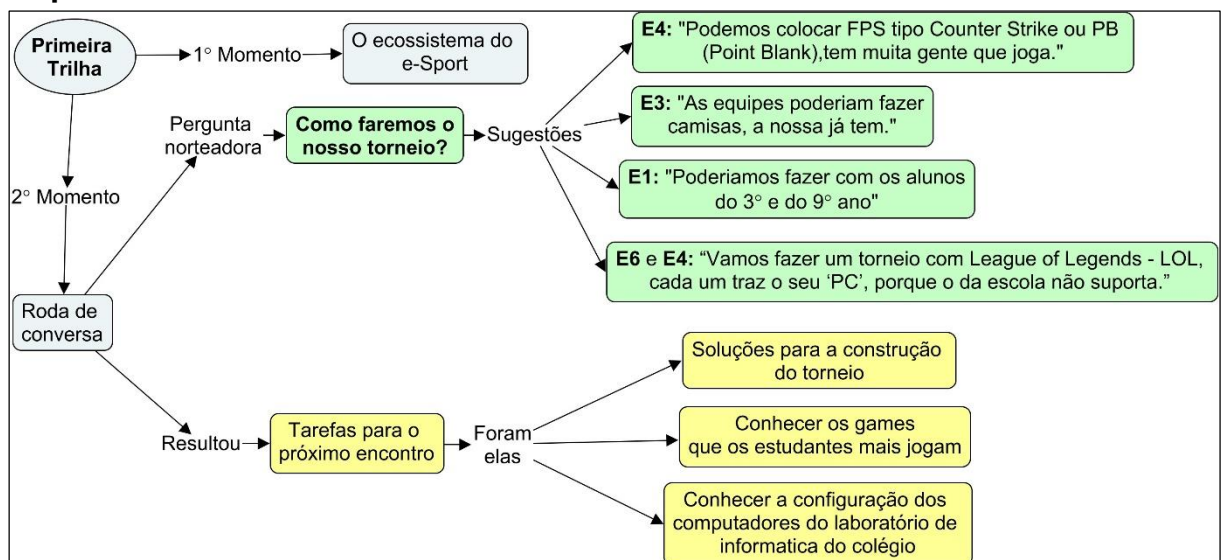 Primeira
Trilha
1° Momento
O ecossistema do
e-Sport
2° Momento
Roda de
conversa
Pergunta
norteadora
Como faremos o
nosso torneio?
Sugestões
E4: "Podemos colocar FPS tipo Counter Strike ou PB
(Point Blank),tem muita gente que joga."
E3: "As equipes poderiam fazer
camisas, a nossa já tem."
E1: "Poderiamos fazer com os alunos
do 3° e do 9° ano"
E6 e E4: “Vamos fazer um torneio com League of Legends - LOL,
cada um traz o seu ‘PC’, porque o da escola não suporta.”
Resultou
Tarefas para o
próximo encontro
Foram
elas
Soluções para a construção
do torneio
Conhecer os games
que os estudantes mais jogam
Conhecer a configuração dos
computadores do laboratório de
informatica do colégio